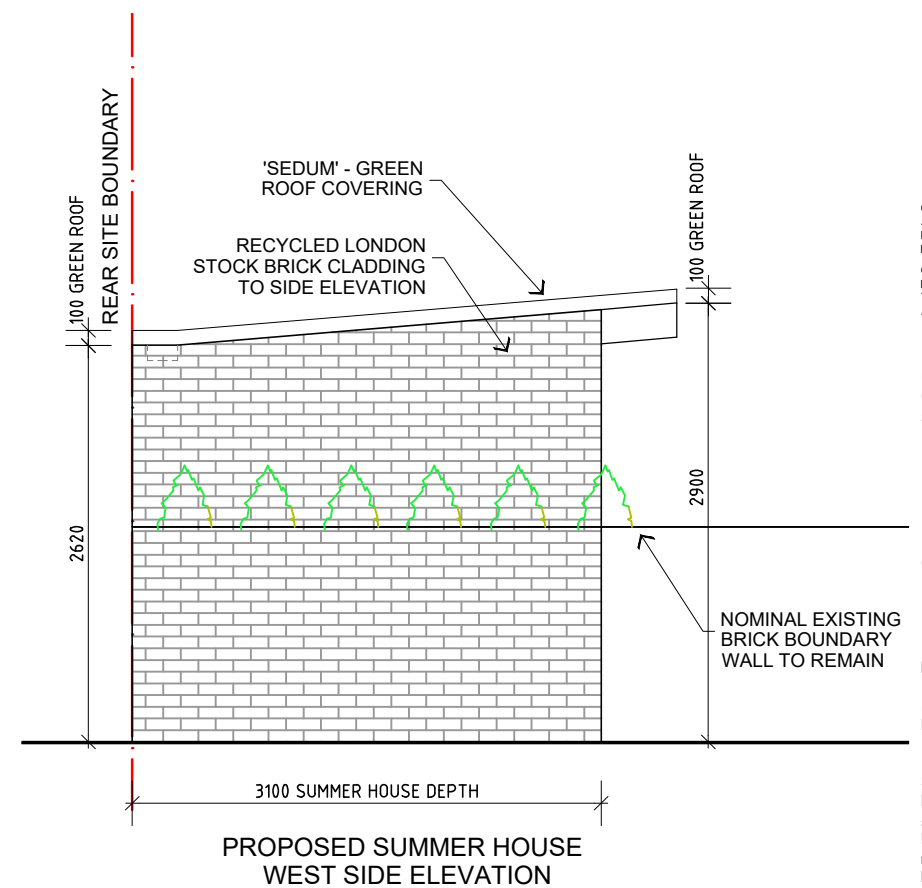 REAR SITE BOUNDARY
100 GREEN ROOF
'SEDUM' - GREEN
ROOF COVERING
RECYCLED LONDON
STOCK BRICK CLADDING
TO SIDE ELEVATION
100 GREEN ROOF
2620
2900
NOMINAL EXISTING
BRICK BOUNDARY
WALL TO REMAIN
3100 SUMMER HOUSE DEPTH
PROPOSED SUMMER HOUSE
WEST SIDE ELEVATION